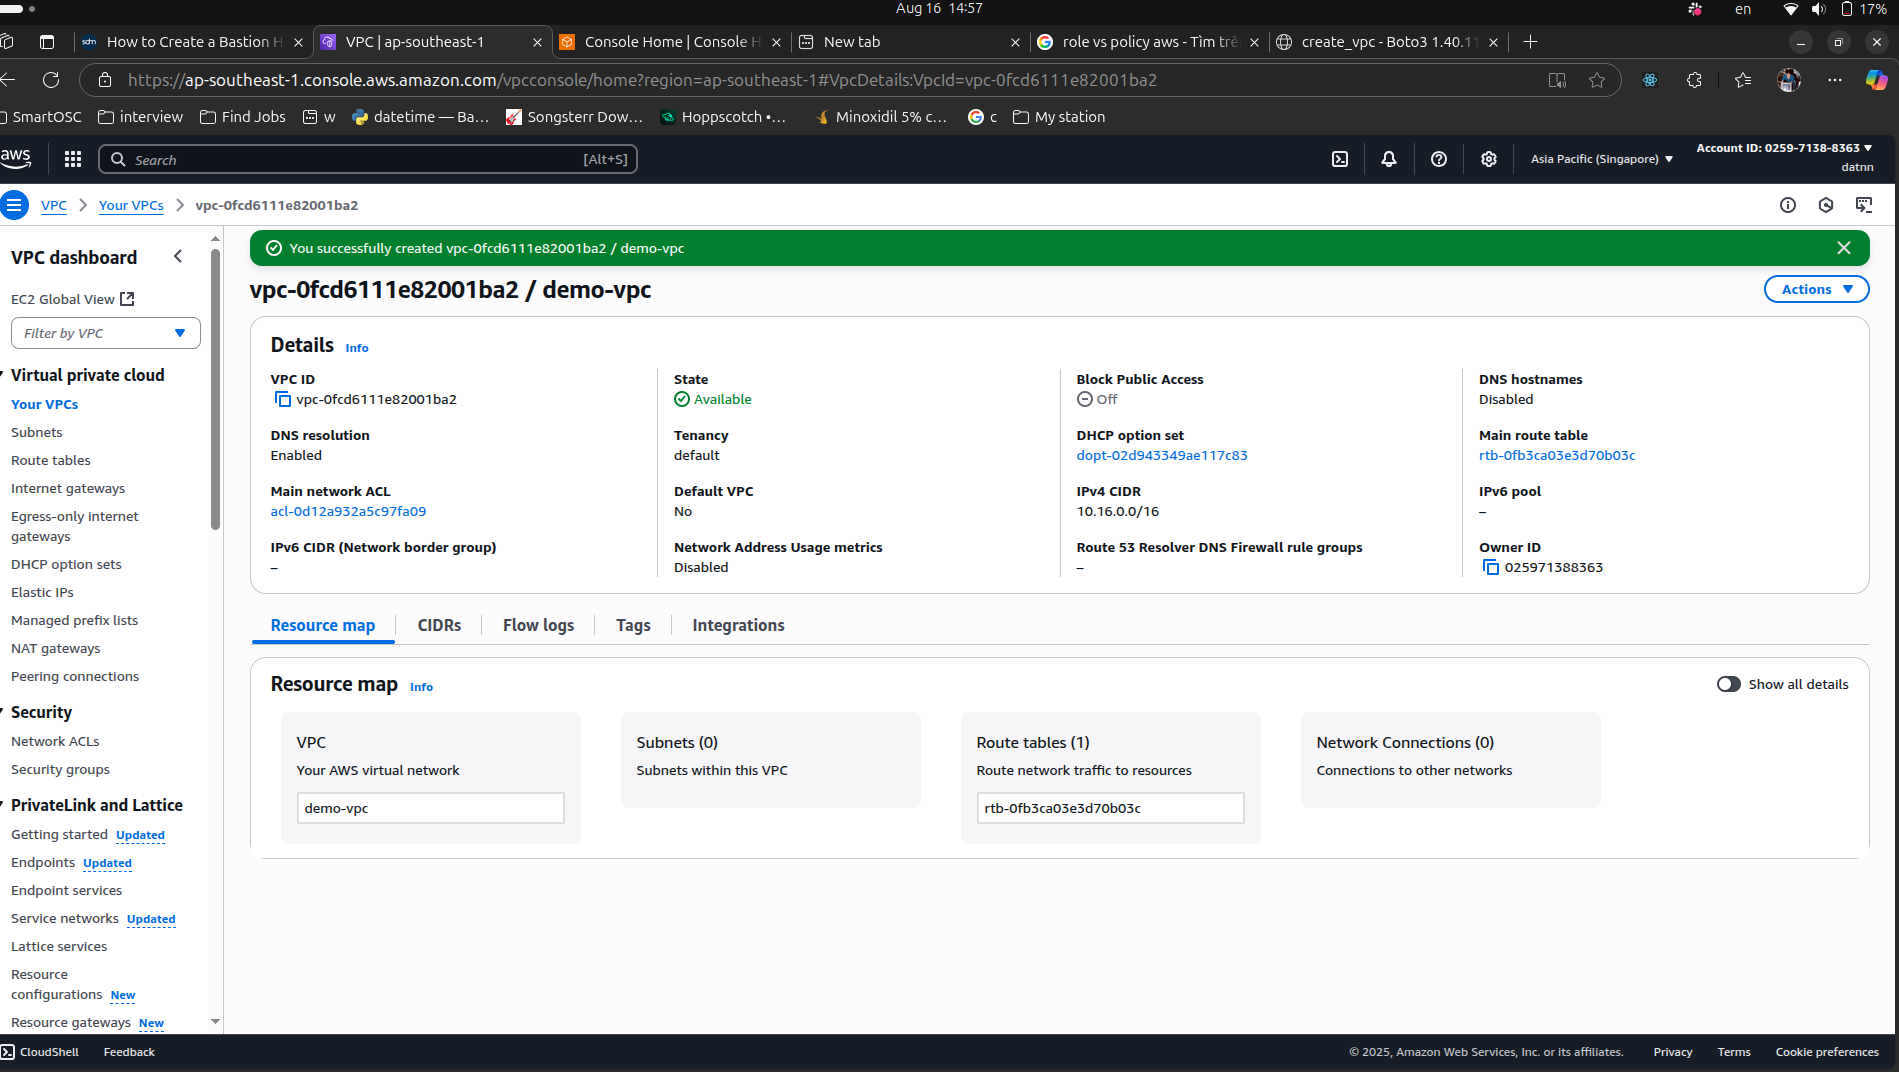 Aug 16 14:57
en
17%
How to Create a Bastion H
VPC | ap-southeast-1
Console Home | Console H
New tab
role vs policy aws - Tìm trê
create_vpc - Boto3 1.40.11
https://ap-southeast-1.console.aws.amazon.com/vpcconsole/home?region=ap-southeast-1#VpcDetails:VpcId=vpc-0fcd6111e82001ba2
SmartOSC
interview
Find Jobs
w
datetime — Ba…
Songsterr Dow…
Hoppscotch •…
Minoxidil 5% c…
c
My station
aws
Search
[Alt+S]
Asia Pacific (Singapore)
Account ID: 0259-7138-8363
datnn
VPC
Your VPCs
vpc-0fcd6111e82001ba2
VPC dashboard
EC2 Global View
Filter by VPC
Virtual private cloud
Your VPCs
Subnets
Route tables
Internet gateways
Egress-only internet
gateways
DHCP option sets
Elastic IPs
Managed prefix lists
NAT gateways
Peering connections
Security
Network ACLs
Security groups
PrivateLink and Lattice
Getting started Updated
Endpoints Updated
Endpoint services
Service networks Updated
Lattice services
Resource
configurations New
Resource gateways New
You successfully created vpc-0fcd6111e82001ba2 / demo-vpc
vpc-0fcd6111e82001ba2 / demo-vpc
Actions
Details Info
VPC ID
vpc-0fcd6111e82001ba2
State
Available
Block Public Access
Off
DNS hostnames
Disabled
DNS resolution
Enabled
Tenancy
default
DHCP option set
dopt-02d943349ae117c83
Main route table
rtb-0fb3ca03e3d70b03c
Main network ACL
acl-0d12a932a5c97fa09
Default VPC
No
IPv4 CIDR
10.16.0.0/16
IPv6 pool
–
IPv6 CIDR (Network border group)
–
Network Address Usage metrics
Disabled
Route 53 Resolver DNS Firewall rule groups
–
Owner ID
025971388363
Resource map
CIDRs
Flow logs
Tags
Integrations
Resource map Info
Show all details
VPC
Your AWS virtual network
demo-vpc
Subnets (0)
Subnets within this VPC
Route tables (1)
Route network traffic to resources
rtb-0fb3ca03e3d70b03c
Network Connections (0)
Connections to other networks
CloudShell
Feedback
© 2025, Amazon Web Services, Inc. or its affiliates.
Privacy
Terms
Cookie preferences